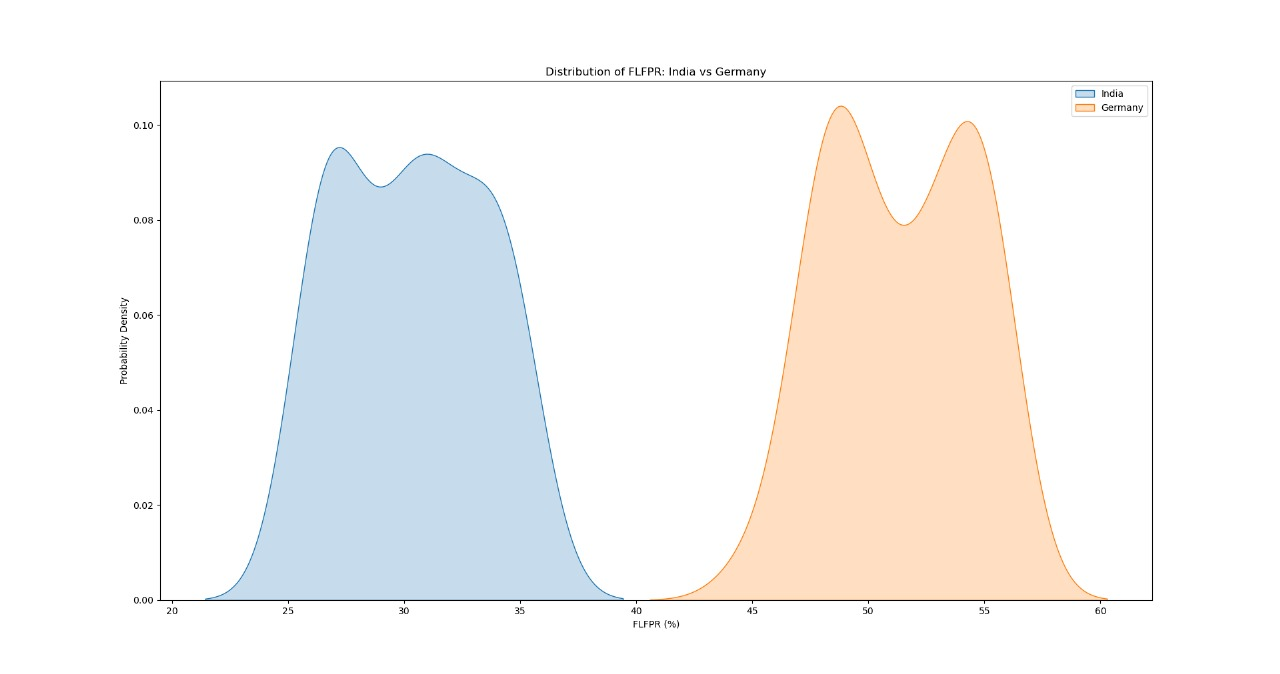 Distribution of FLFPR: India vs Germany
India
Germany
Probability Density
0.10
0.08
0.06
0.04
0.02
0.00
20 25 30 35 40 45 50 55 60
FLFPR (%)